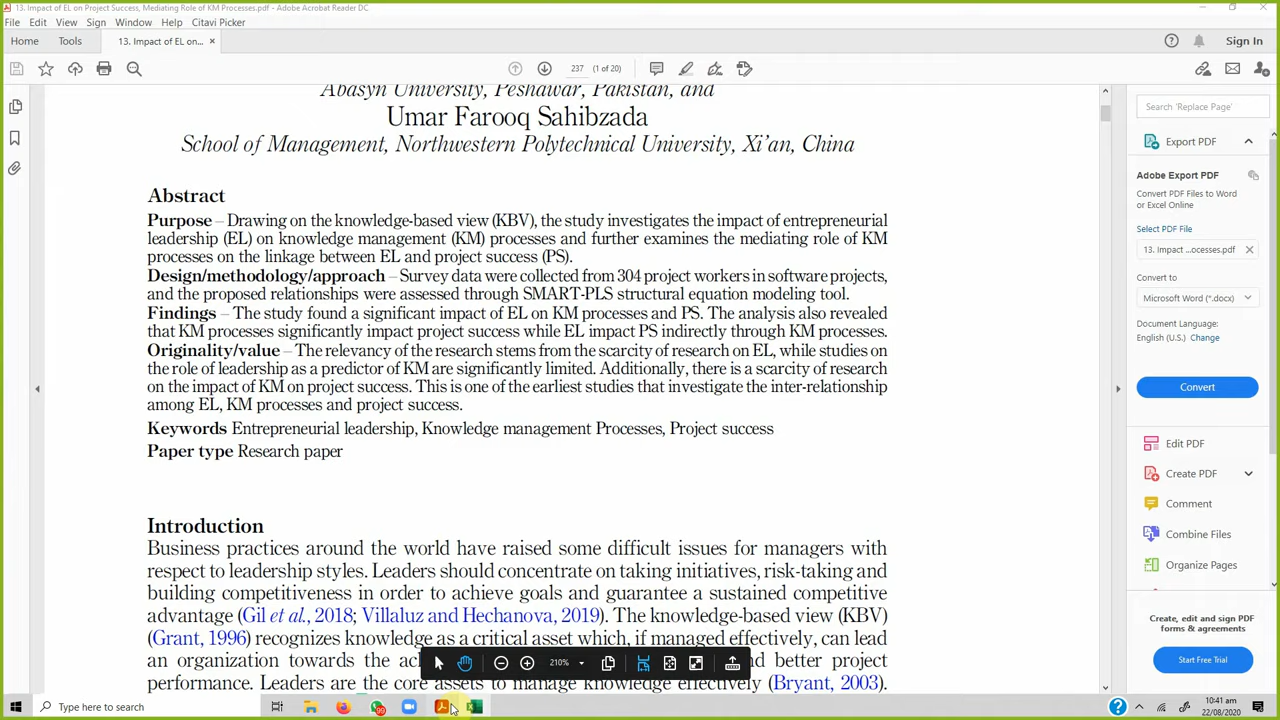 13. Impact of EL on Project Success, Mediating Role of KM Processes.pdf - Adobe Acrobat Reader DC
File Edit View Sign Window Help Citavi Picker
Home Tools 13. Impact of EL on... × Sign In
237 (1 of 20)
Abasyn University, Peshawar, Pakistan, and
Umar Farooq Sahibzada
School of Management, Northwestern Polytechnical University, Xi'an, China
Abstract
Purpose – Drawing on the knowledge-based view (KBV), the study investigates the impact of entrepreneurial
leadership (EL) on knowledge management (KM) processes and further examines the mediating role of KM
processes on the linkage between EL and project success (PS).
Design/methodology/approach – Survey data were collected from 304 project workers in software projects,
and the proposed relationships were assessed through SMART-PLS structural equation modeling tool.
Findings – The study found a significant impact of EL on KM processes and PS. The analysis also revealed
that KM processes significantly impact project success while EL impact PS indirectly through KM processes.
Originality/value – The relevancy of the research stems from the scarcity of research on EL, while studies on
the role of leadership as a predictor of KM are significantly limited. Additionally, there is a scarcity of research
on the impact of KM on project success. This is one of the earliest studies that investigate the inter-relationship
among EL, KM processes and project success.
Keywords Entrepreneurial leadership, Knowledge management Processes, Project success
Paper type Research paper
Introduction
Business practices around the world have raised some difficult issues for managers with
respect to leadership styles. Leaders should concentrate on taking initiatives, risk-taking and
building competitiveness in order to achieve goals and guarantee a sustained competitive
advantage (Gil et al., 2018; Villaluz and Hechanova, 2019). The knowledge-based view (KBV)
(Grant, 1996) recognizes knowledge as a critical asset which, if managed effectively, can lead
an organization towards the ach d better project
performance. Leaders are the core assets to manage knowledge effectively (Bryant, 2003).
210%
Search 'Replace Page'
Export PDF
Adobe Export PDF
Convert PDF Files to Word
or Excel Online
Select PDF File
13. Impact ...ocesses.pdf ×
Convert to
Microsoft Word (*.docx)
Document Language:
English (U.S.) Change
Convert
Edit PDF
Create PDF
Comment
Combine Files
Organize Pages
Create, edit and sign PDF
forms & agreements
Start Free Trial
Type here to search
99
10:41 am
22/08/2020